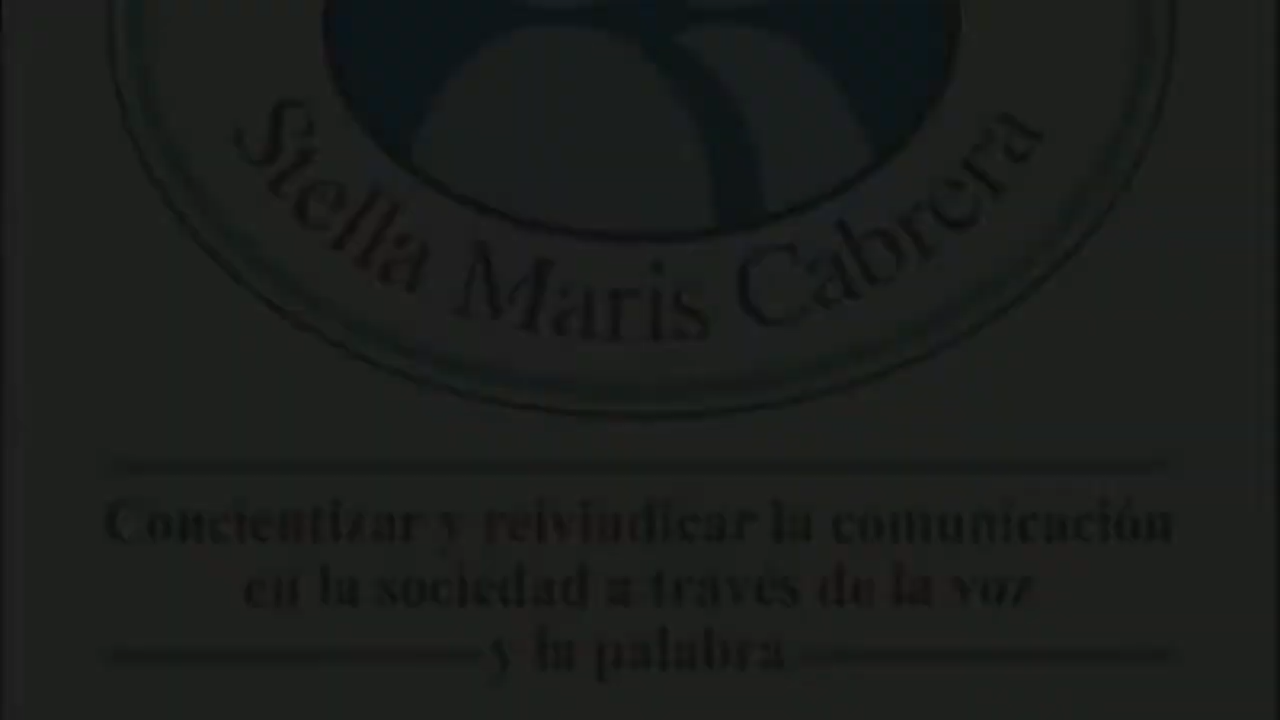 Stella Maris Cabrera
Concientizar y reivindicar la comunicación
en la sociedad a través de la voz
y la palabra